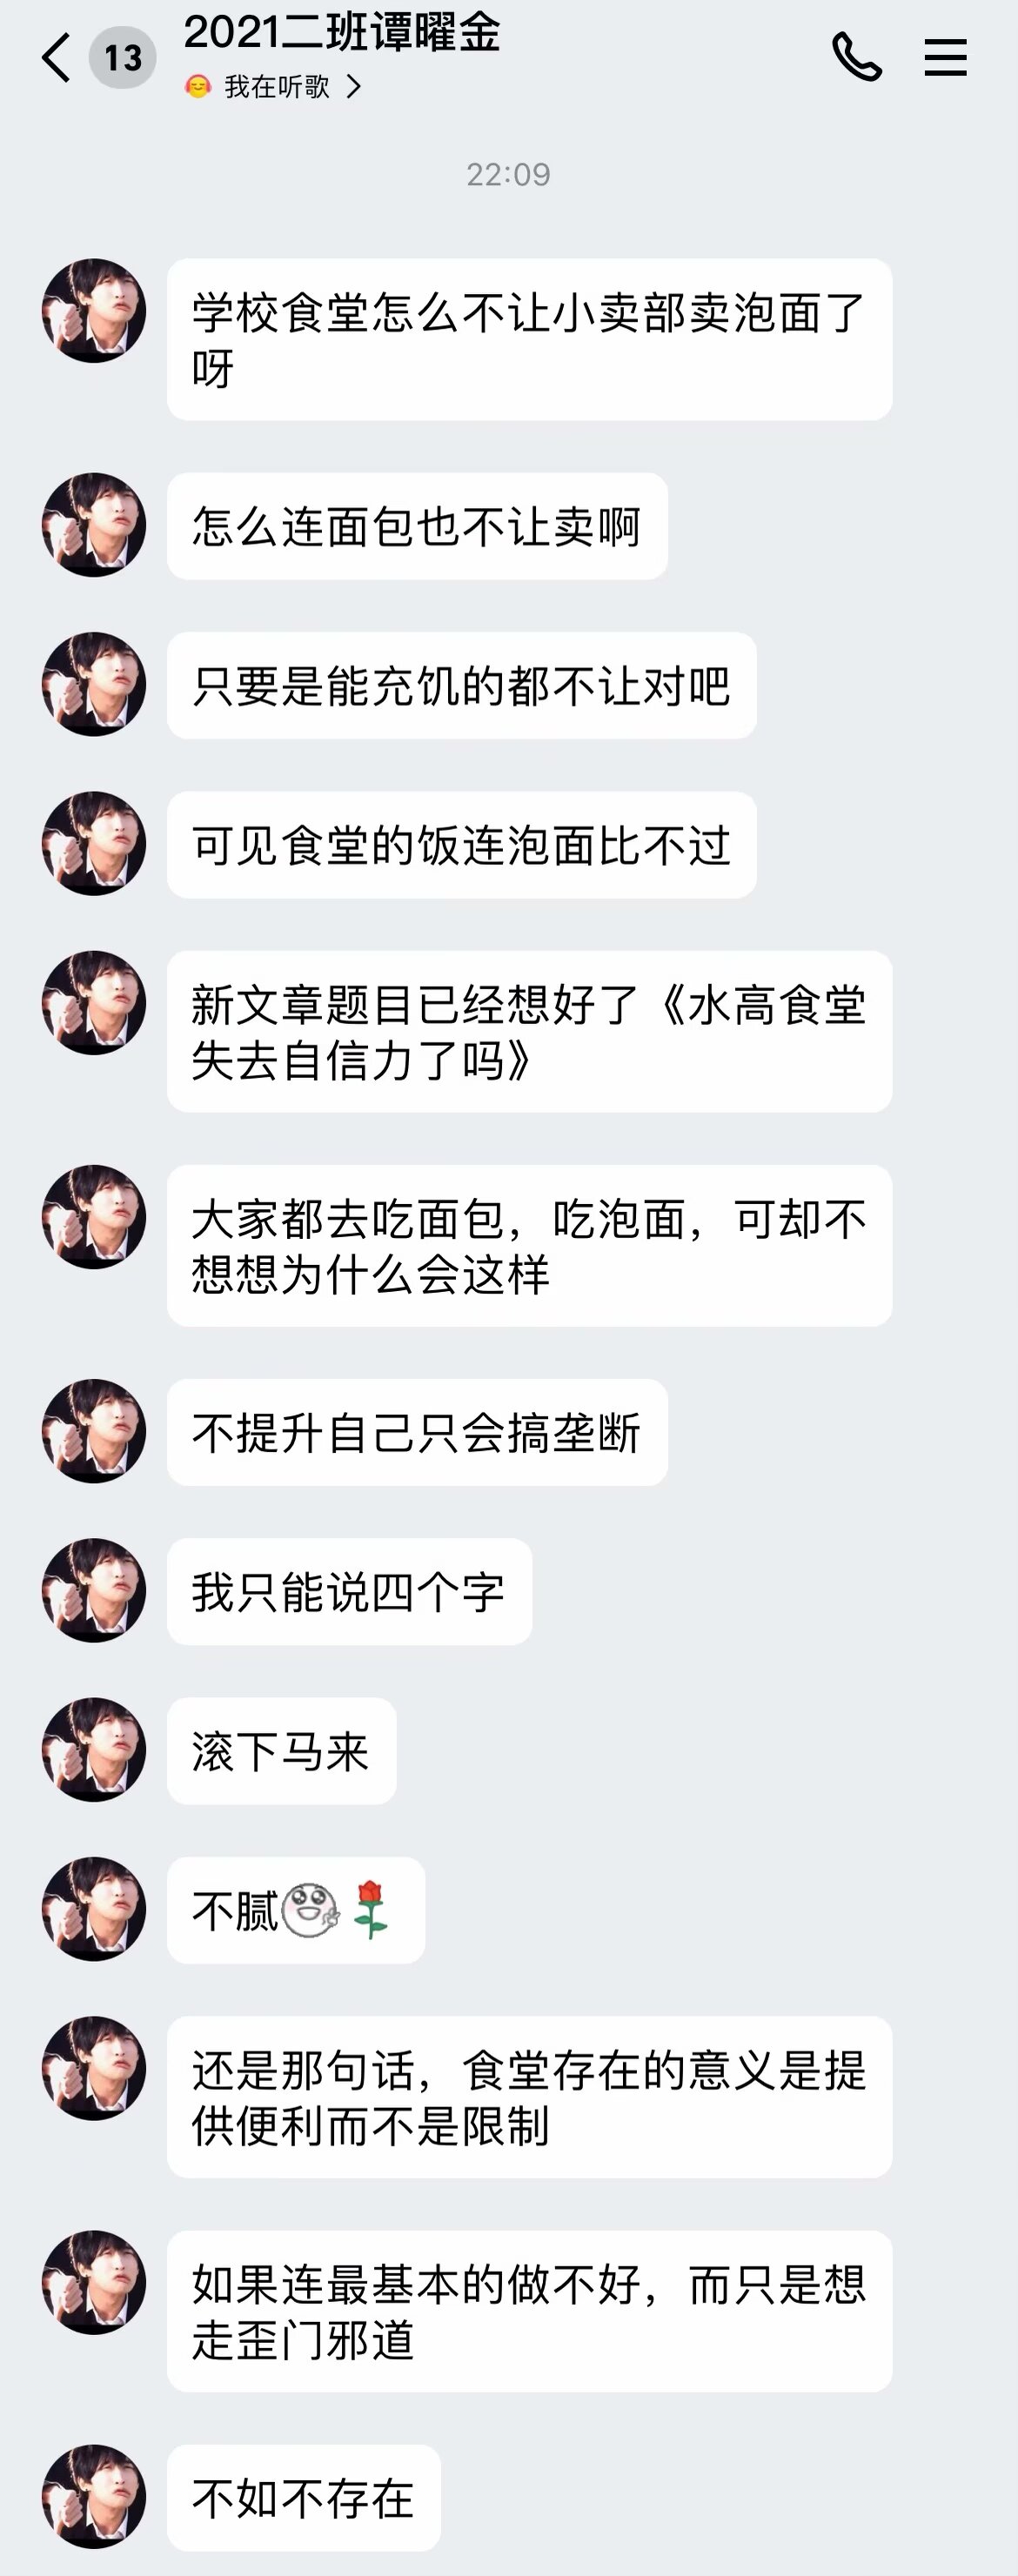 13
2021二班谭曜金
我在听歌
22:09
学校食堂怎么不让小卖部卖泡面了
呀
怎么连面包也不让卖啊
只要是能充饥的都不让对吧
可见食堂的饭连泡面比不过
新文章题目已经想好了《水高食堂
失去自信力了吗》
大家都去吃面包，吃泡面，可却不
想想为什么会这样
不提升自己只会搞垄断
我只能说四个字
滚下马来
不腻
还是那句话，食堂存在的意义是提
供便利而不是限制
如果连最基本的做不好，而只是想
走歪门邪道
不如不存在